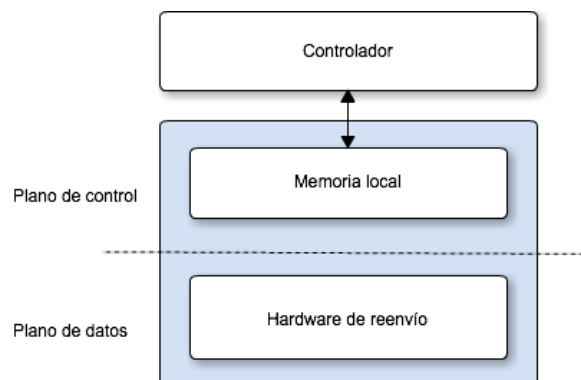 Controlador
Memoria local
Plano de control
Hardware de reenvío
Plano de datos